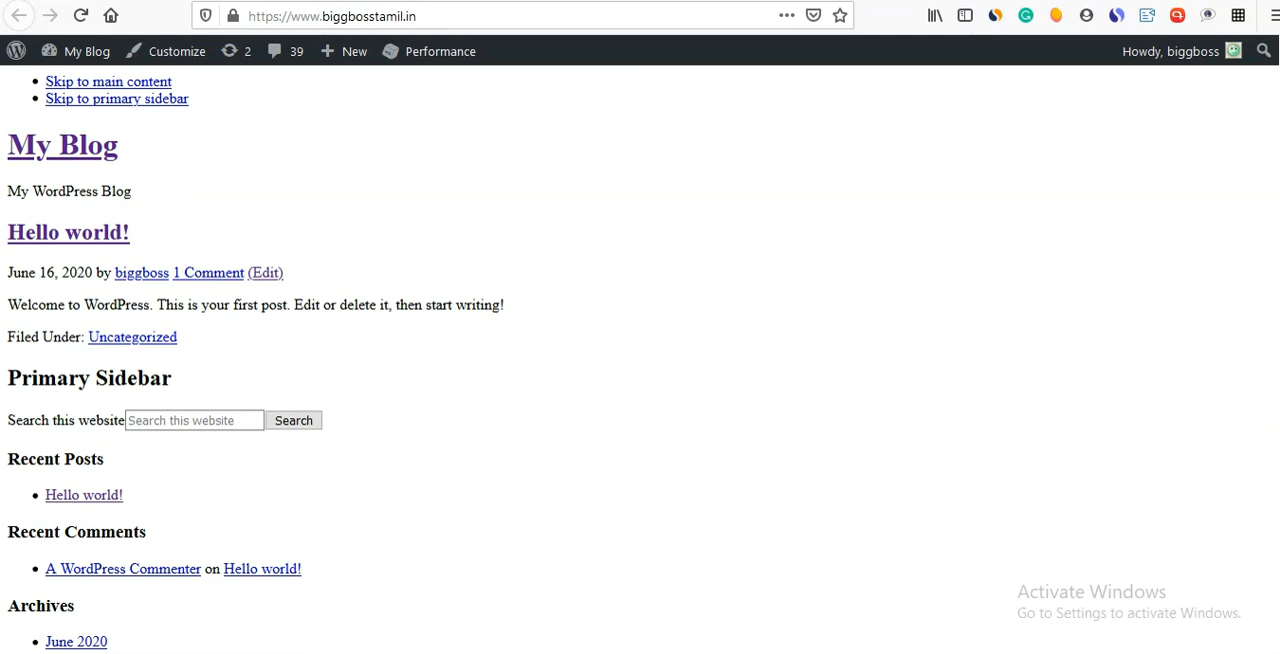 https://www.biggbosstamil.in
My Blog Customize 2 39 New Performance Howdy, biggboss
Skip to main content
Skip to primary sidebar
My Blog
My WordPress Blog
Hello world!
June 16, 2020 by biggboss 1 Comment (Edit)
Welcome to WordPress. This is your first post. Edit or delete it, then start writing!
Filed Under: Uncategorized
Primary Sidebar
Search this website Search this website Search
Recent Posts
Hello world!
Recent Comments
A WordPress Commenter on Hello world!
Activate Windows
Archives
Go to Settings to activate Windows.
June 2020